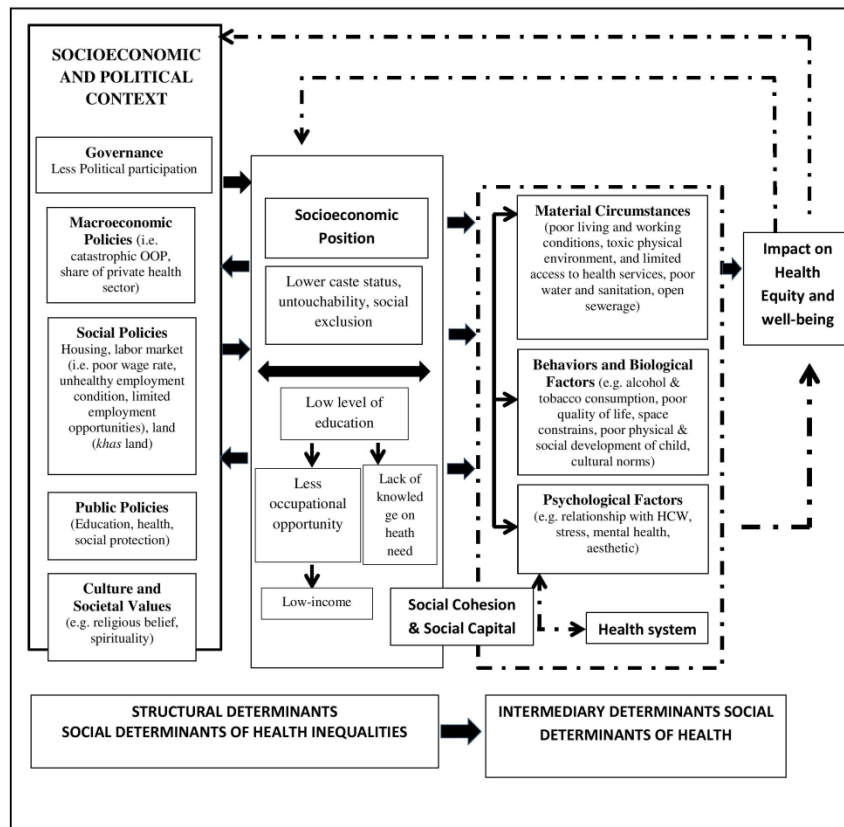 SOCIOECONOMIC
AND POLITICAL
CONTEXT
Governance
Less Political participation
Macroeconomic
Policies (i.e.
catastrophic OOP,
share of private health
sector)
Social Policies
Housing, labor market
(i.e. poor wage rate,
unhealthy employment
condition, limited
employment
opportunities), land
(khas land)
Public Policies
(Education, health,
social protection)
Culture and
Societal Values
(e.g. religious belief,
spirituality)
Socioeconomic
Position
Lower caste status,
untouchability, social
exclusion
Low level of
education
Less
occupational
opportunity
Lack of
knowled
ge on
heath
need
Low-income
Material Circumstances
(poor living and working
conditions, toxic physical
environment, and limited
access to health services, poor
water and sanitation, open
sewerage)
Behaviors and Biological
Factors (e.g. alcohol &
tobacco consumption, poor
quality of life, space
constrains, poor physical &
social development of child,
cultural norms)
Psychological Factors
(e.g. relationship with HCW,
stress, mental health,
aesthetic)
Social Cohesion
& Social Capital
Health system
Impact on
Health
Equity and
well-being
STRUCTURAL DETERMINANTS
SOCIAL DETERMINANTS OF HEALTH INEQUALITIES
INTERMEDIARY DETERMINANTS SOCIAL
DETERMINANTS OF HEALTH